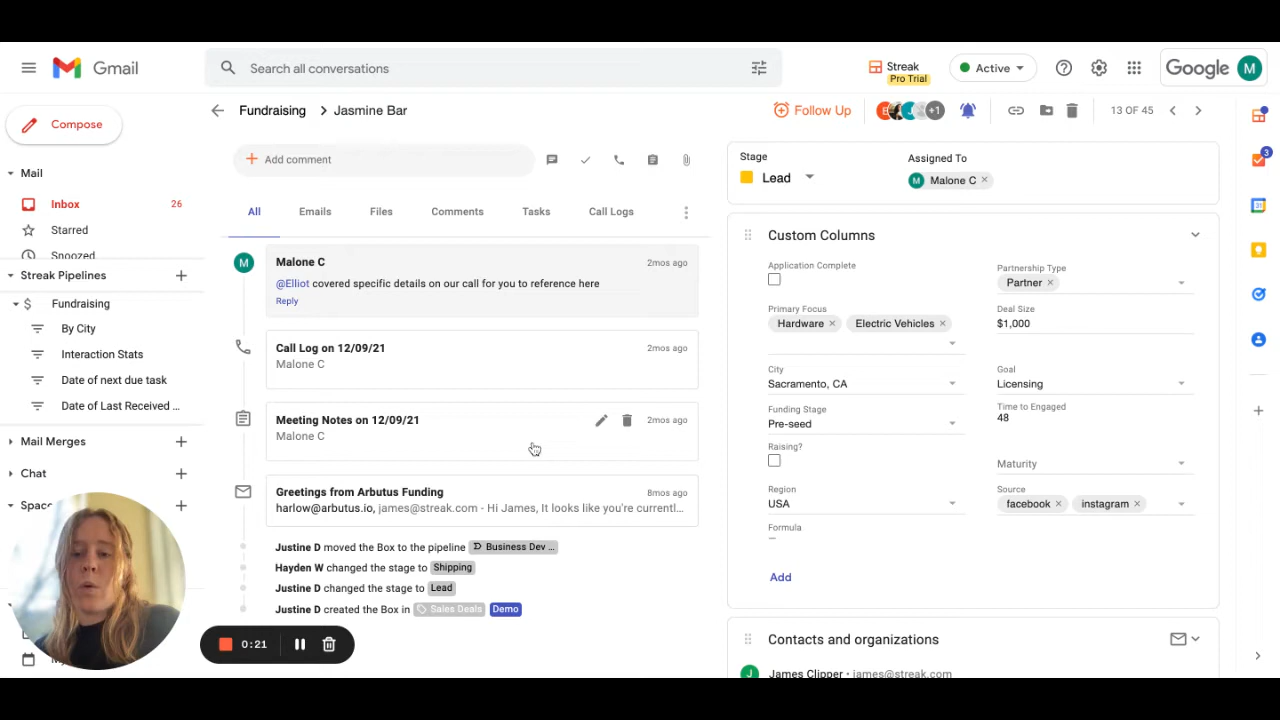 Gmail
Search all conversations
Streak
Pro Trial
Active
Google
M
Compose
Fundraising
Jasmine Bar
Follow Up
+1
13 OF 45
Mail
Inbox 26
Starred
Snoozed
Streak Pipelines
Fundraising
By City
Interaction Stats
Date of next due task
Date of Last Received ...
Mail Merges
Chat
Add comment
All Emails Files Comments Tasks Call Logs
M
Malone C 2mos ago
@Elliot covered specific details on our call for you to reference here
Reply
Call Log on 12/09/21 2mos ago
Malone C
Meeting Notes on 12/09/21 2mos ago
Malone C
Greetings from Arbutus Funding 8mos ago
harlow@arbutus.io, james@streak.com - Hi James, It looks like you're currentl...
Justine D moved the Box to the pipeline Business Dev ...
Hayden W changed the stage to Shipping
Justine D changed the stage to Lead
Justine D created the Box in Sales Deals Demo
0:21
Stage
Lead
Assigned To
M Malone C
Custom Columns
Application Complete
Partnership Type
Partner
Primary Focus
Hardware Electric Vehicles
Deal Size
$1,000
City
Sacramento, CA
Goal
Licensing
Funding Stage
Pre-seed
Time to Engaged
48
Raising?
Maturity
Region
USA
Source
facebook instagram
Formula
–
Add
Contacts and organizations
J
James Clipper • james@streak.com
3
31